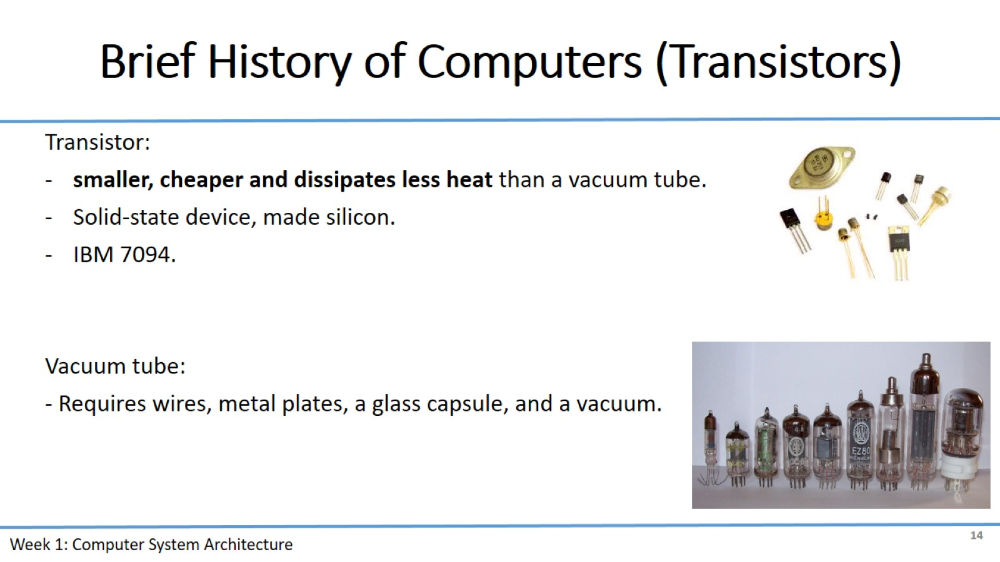 Brief History of Computers (Transistors)
Transistor:
- smaller, cheaper and dissipates less heat than a vacuum tube.
- Solid-state device, made silicon.
- IBM 7094.
Vacuum tube:
- Requires wires, metal plates, a glass capsule, and a vacuum.
EZ80
Week 1: Computer System Architecture
14